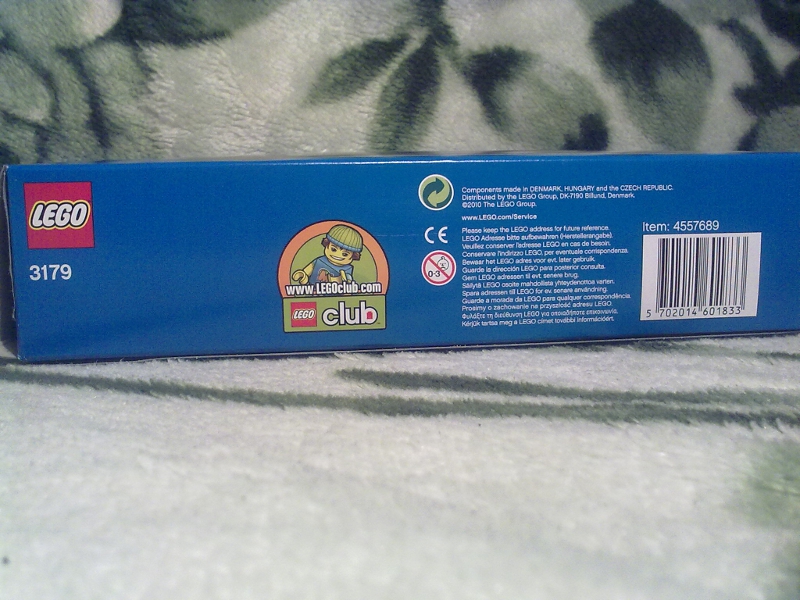 LEGO
3179
www.LEGOclub.com
LEGO club
Components made in DENMARK, HUNGARY and the CZECH REPUBLIC.
Distributed by the LEGO Group, DK-7190 Billund, Denmark.
©2010 The LEGO Group.
www.LEGO.com/Service
CE
0-3
Please keep the LEGO address for future reference.
LEGO Adresse bitte aufbewahren (Herstellerangabe).
Veuillez conserver l'adresse LEGO en cas de besoin.
Conservare l'indirizzo LEGO, per eventuale corrispondenza.
Bewaar het LEGO adres voor evt. later gebruik.
Guarde la dirección LEGO para posterior consulta.
Gem LEGO adressen til evt. senere brug.
Säilytä LEGO osoite mahdollista yhteydenottoa varten.
Spara adressen till LEGO för ev. senare användning.
Guarde a morada da LEGO para qualquer correspondência.
Prosimy o zachowanie na przyszłość adresu LEGO.
Φυλάξτε τη διεύθυνση LEGO για οποιαδήποτε επικοινωνία.
Kérjük tartsa meg a LEGO címet további információért.
Item: 4557689
5 702014 601833